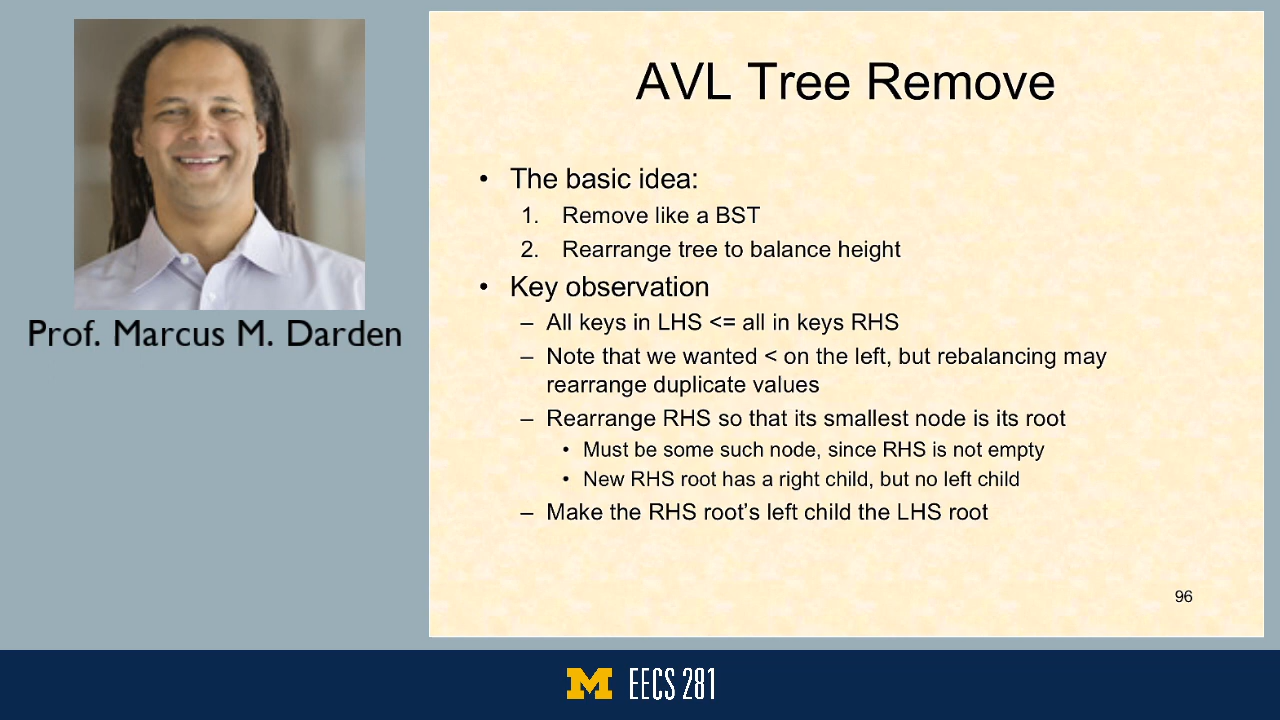 AVL Tree Remove
• The basic idea:
1. Remove like a BST
2. Rearrange tree to balance height
• Key observation
– All keys in LHS <= all in keys RHS
– Note that we wanted < on the left, but rebalancing may
rearrange duplicate values
– Rearrange RHS so that its smallest node is its root
• Must be some such node, since RHS is not empty
• New RHS root has a right child, but no left child
– Make the RHS root’s left child the LHS root
96
Prof. Marcus M. Darden
M EECS 281